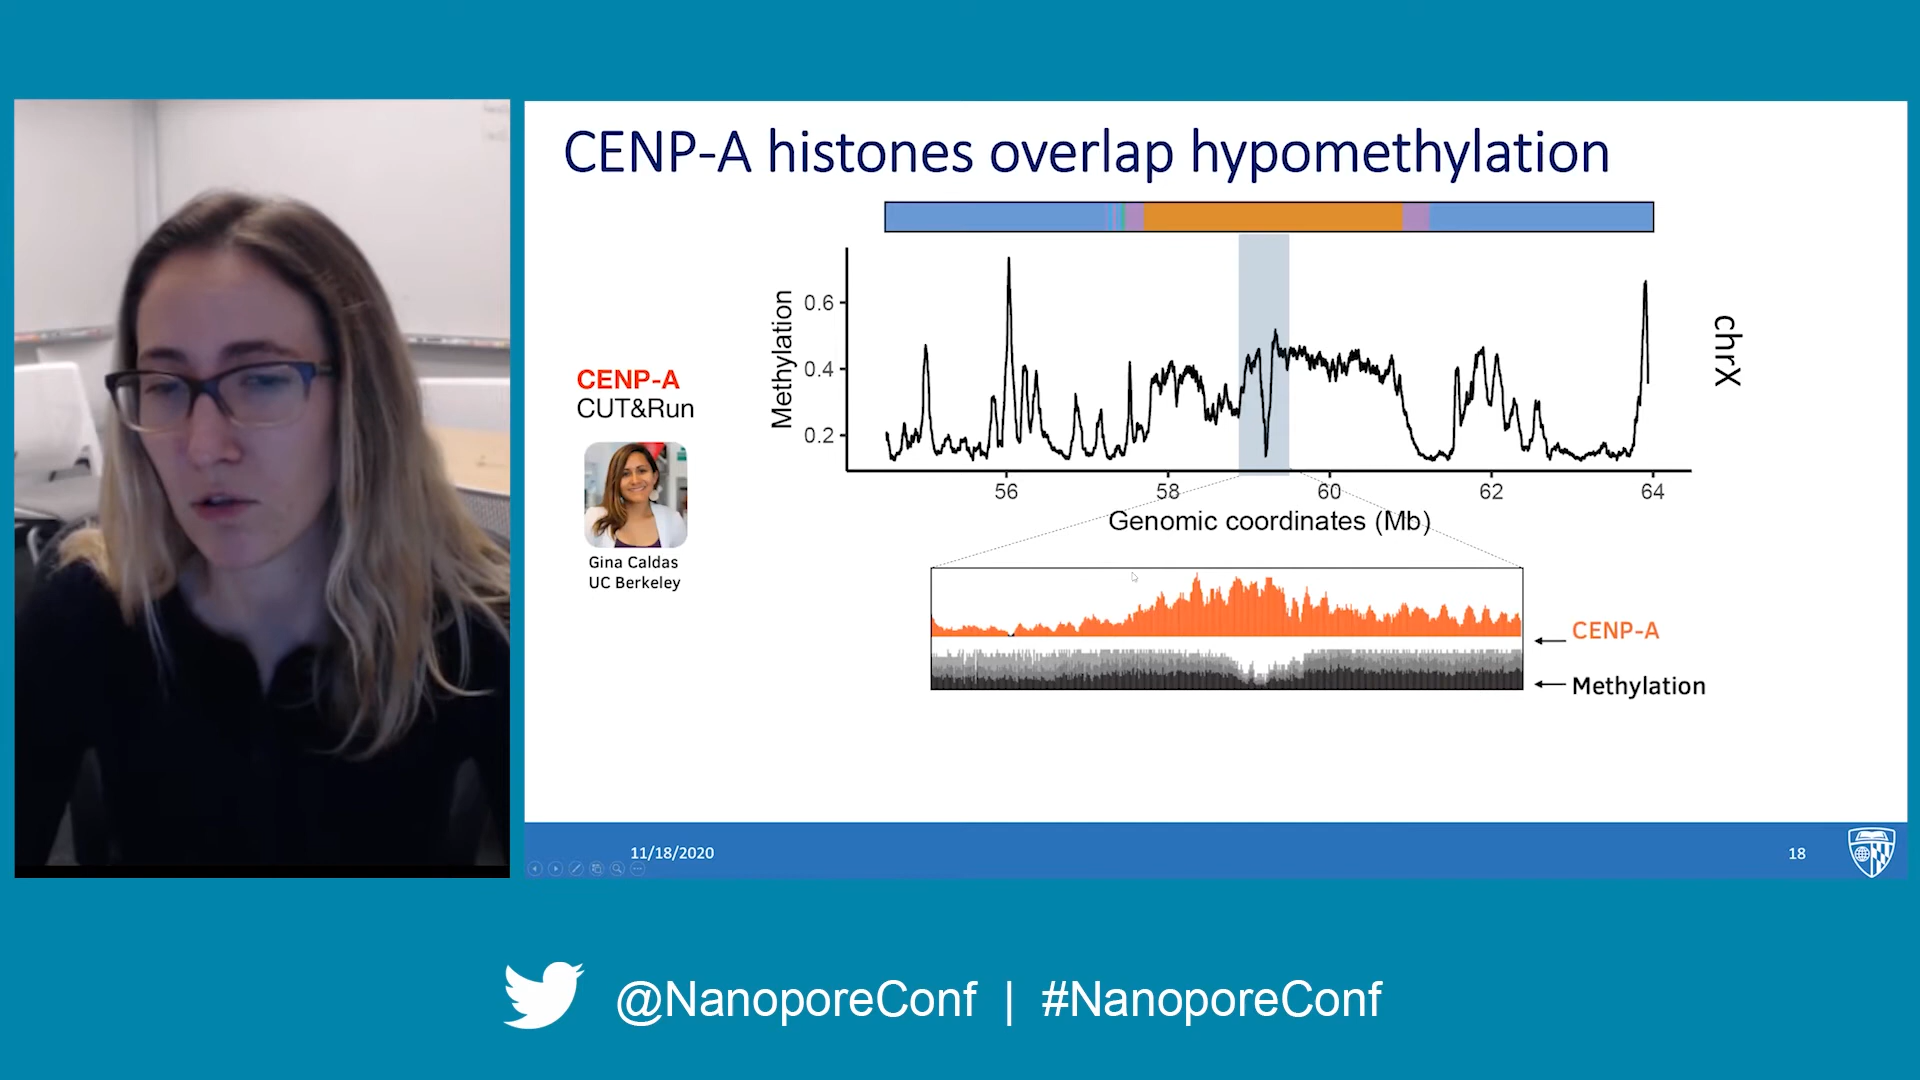 CENP-A histones overlap hypomethylation
Methylation
0.6
0.4
0.2
chrX
56
58
60
62
64
Genomic coordinates (Mb)
CENP-A
CUT&Run
Gina Caldas
UC Berkeley
CENP-A
Methylation
11/18/2020
18
@NanoporeConf | #NanoporeConf